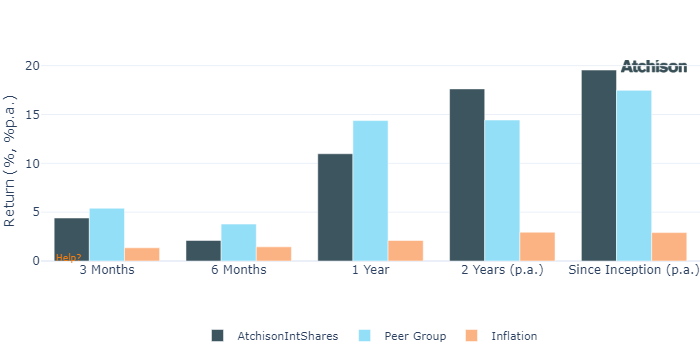 Atchison
20
15
10
5
0
Return (%, %p.a.)
Help?
3 Months
6 Months
1 Year
2 Years (p.a.)
Since Inception (p.a.)
AtchisonIntShares
Peer Group
Inflation